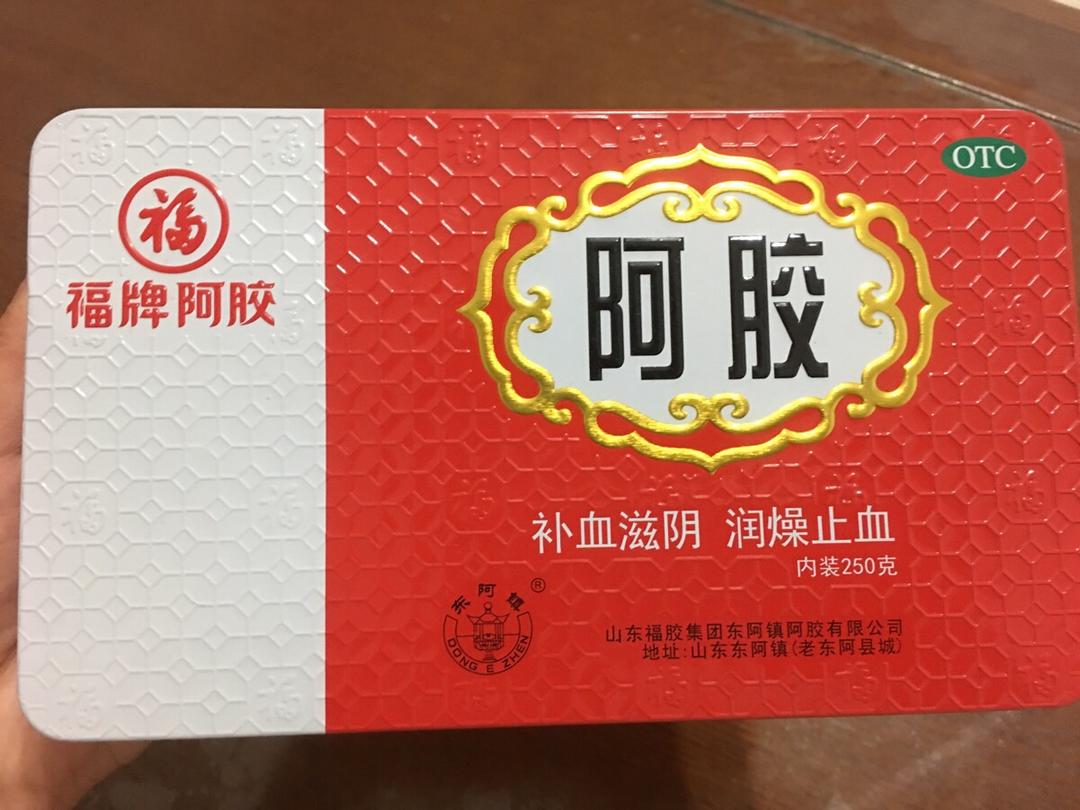 福
福牌阿胶
OTC
阿胶
补血滋阴 润燥止血
内装250克
东阿镇
®
DONG E ZHEN
山东福胶集团东阿镇阿胶有限公司
地址:山东东阿镇(老东阿县城)